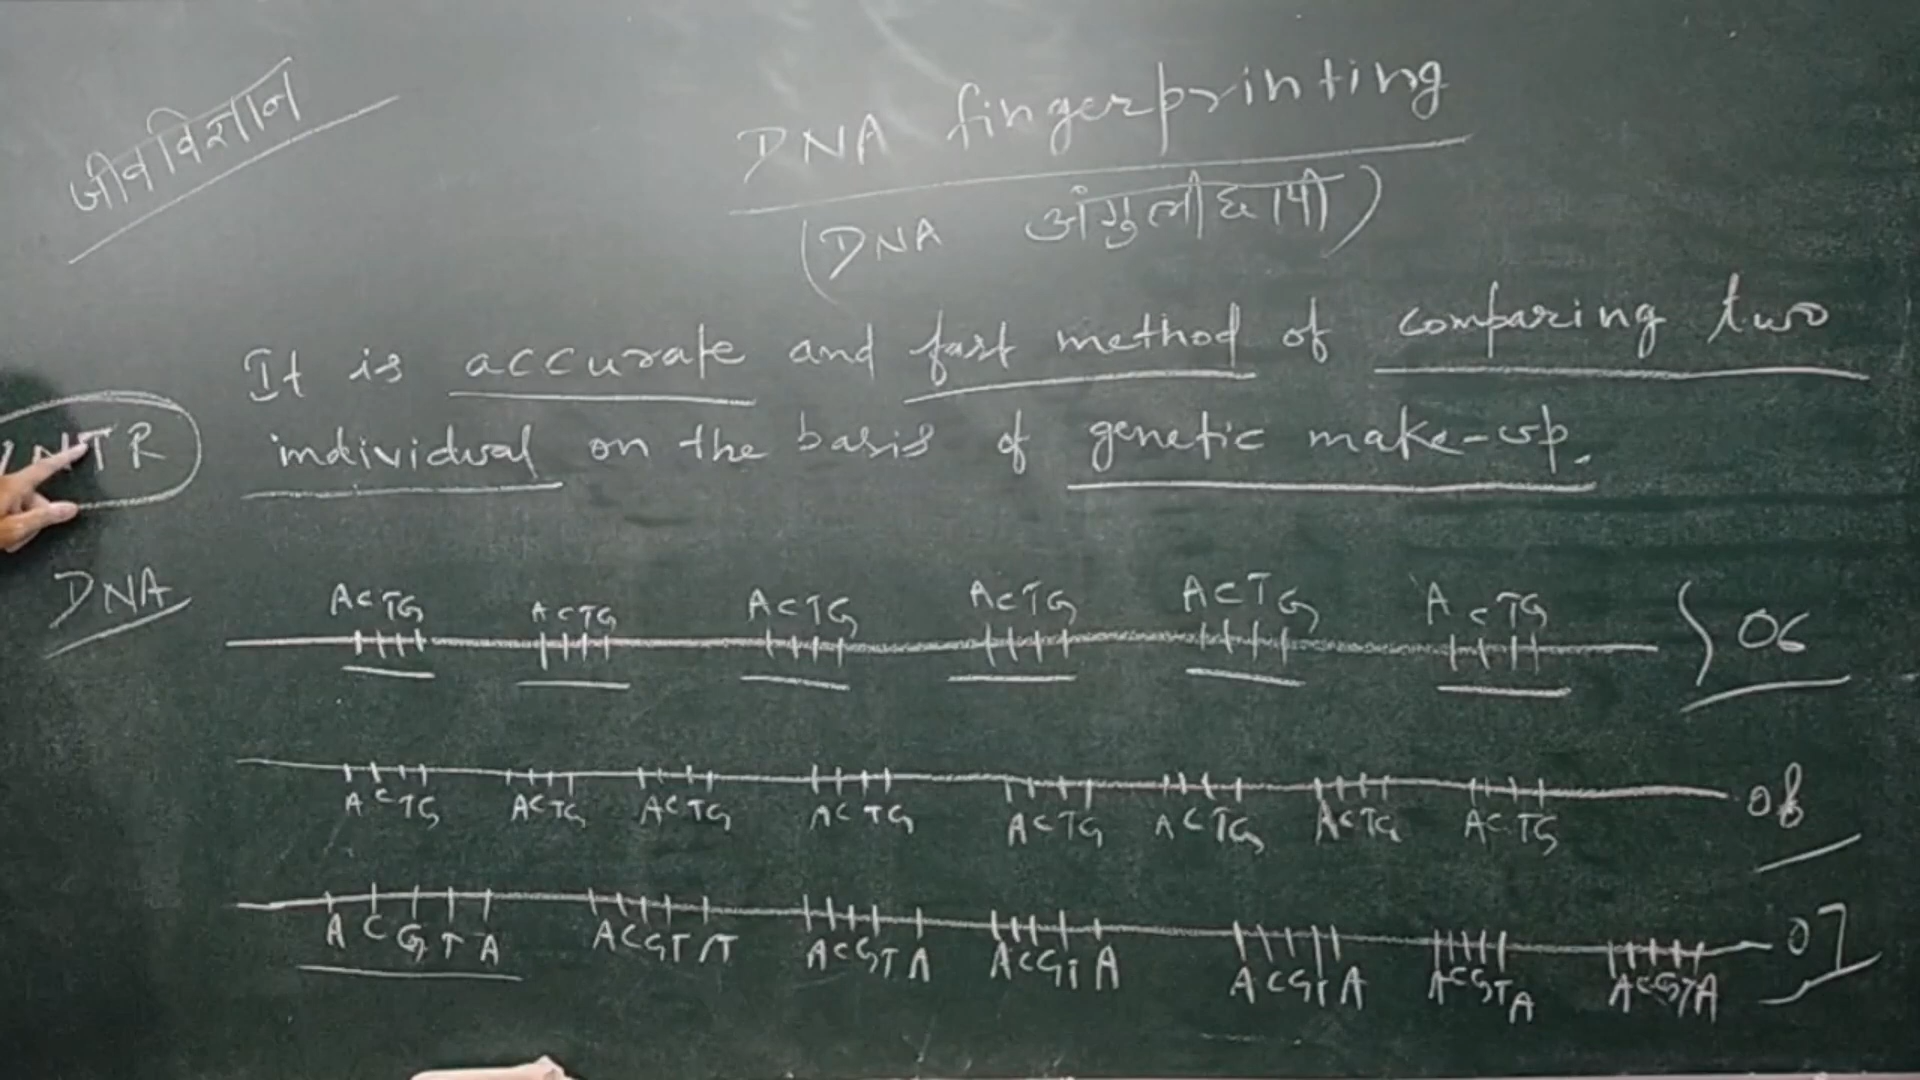 जीव विज्ञान
DNA fingerprinting
(DNA अंगुलीछापी)
It is accurate and fast method of comparing two
individual on the basis of genetic make-up.
VNTR
DNA
ACTG ACTG ACTG ACTG ACTG ACTG 06
ACTG ACTG ACTG ACTG ACTG ACTG ACTG ACTG 08
ACGTA ACGTA ACGTA ACGTA ACGTA ACGTA ACGTA 07